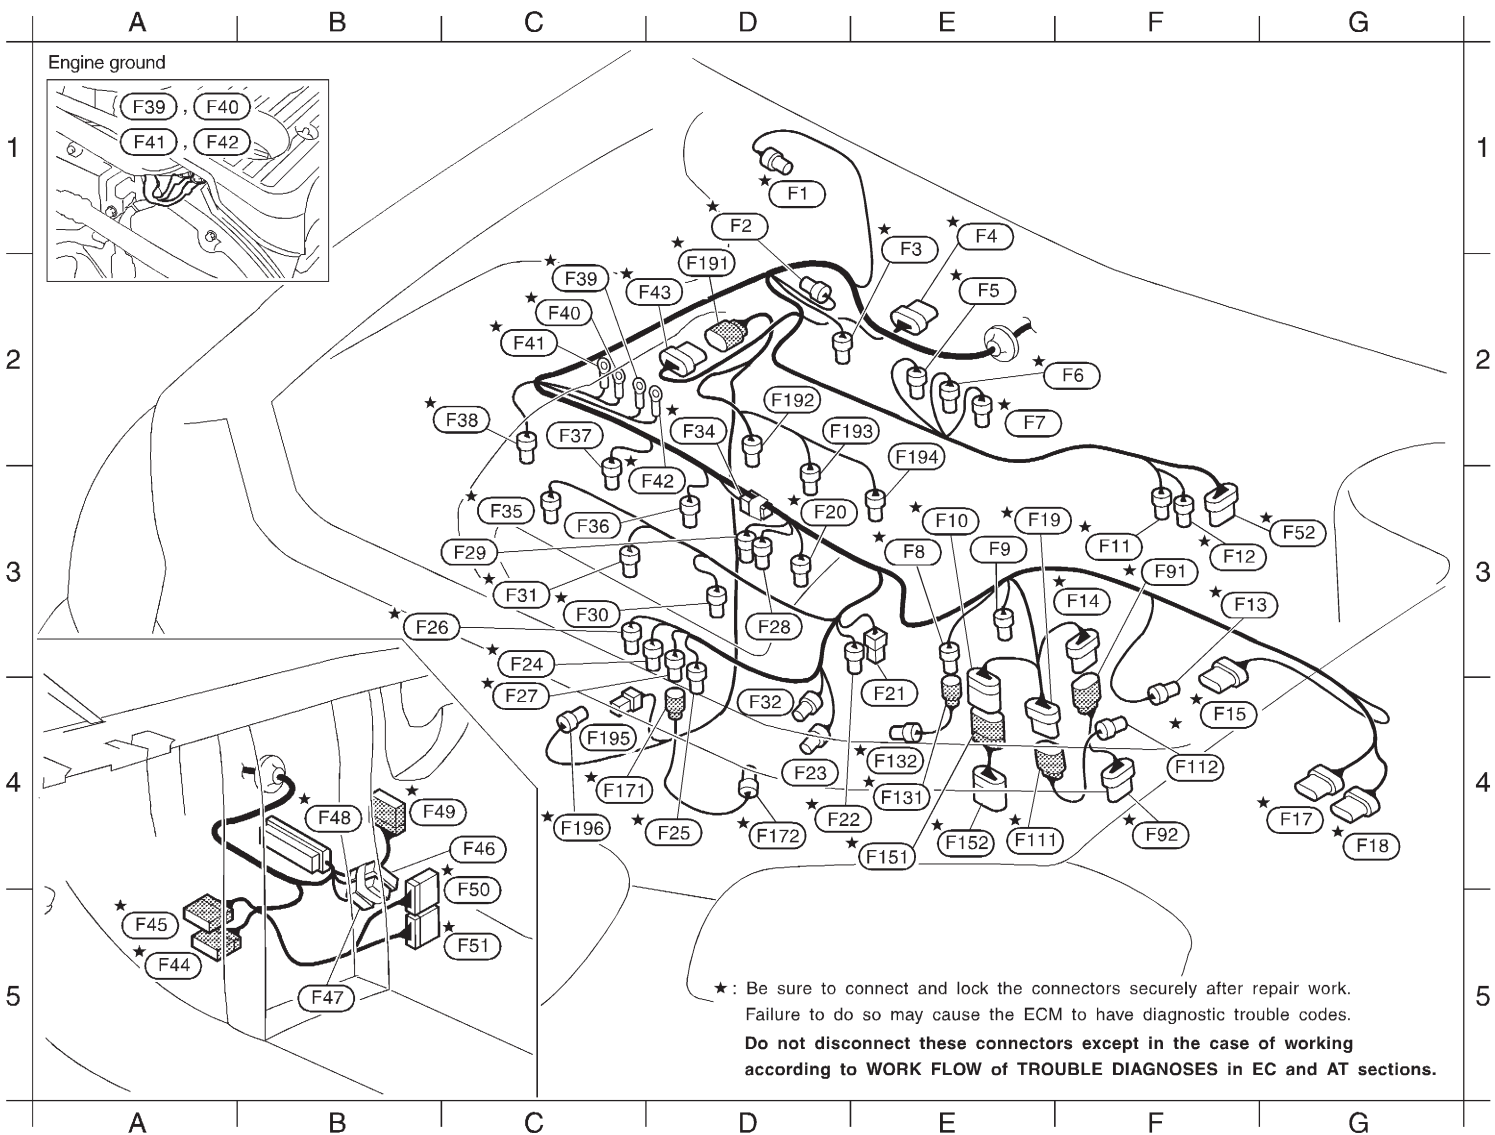 A B C D E F G
Engine ground
F39 , F40
F41 , F42
1 1
★ F1
★ F2
★ F3
★ F4
★ F191
★ F39
★ F43
★ F5
★ F40
★ F41
2 2
★ F6
F192
★ F7
★ F38
F37
★ F34
F193
F194
★ F42
★ F35
F36
★ F20
★ F10
★ F19
★ F11
★ F12
★ F52
F29
★ F8
F9
★ F91
3 3
★ F31
★ F30
F28
★ F14
★ F13
★ F26
★ F24
★ F27
F21
F32
★ F15
F195
★ F132
★
F112
F23
4 4
★ F171
★ F131
★ F49
★ F48
★ F196
★ F25
★ F172
★ F22
★ F17
★ F18
★ F92
★ F111
★ F152
★ F151
F46
★ F50
★ F45
★ F51
★ F44
F47
5 5
★ : Be sure to connect and lock the connectors securely after repair work.
Failure to do so may cause the ECM to have diagnostic trouble codes.
Do not disconnect these connectors except in the case of working
according to WORK FLOW of TROUBLE DIAGNOSES in EC and AT sections.
A B C D E F G